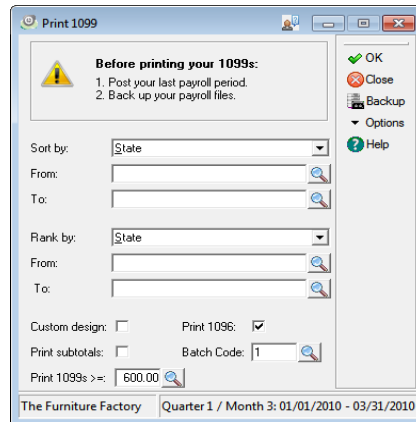 Print 1099
Before printing your 1099s:
1. Post your last payroll period.
2. Back up your payroll files.
OK
Close
Backup
Options
Help
Sort by: State
From:
To:
Rank by: State
From:
To:
Custom design: Print 1096:
Print subtotals: Batch Code: 1
Print 1099s >=: 600.00
The Furniture Factory Quarter 1 / Month 3: 01/01/2010 - 03/31/2010